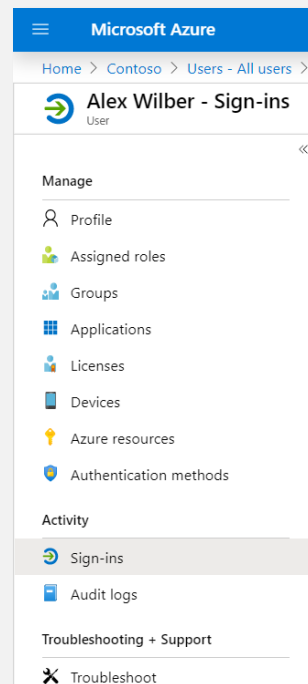 Microsoft Azure
Home > Contoso > Users - All users >
Alex Wilber - Sign-ins
User
«
Manage
Profile
Assigned roles
Groups
Applications
Licenses
Devices
Azure resources
Authentication methods
Activity
Sign-ins
Audit logs
Troubleshooting + Support
Troubleshoot